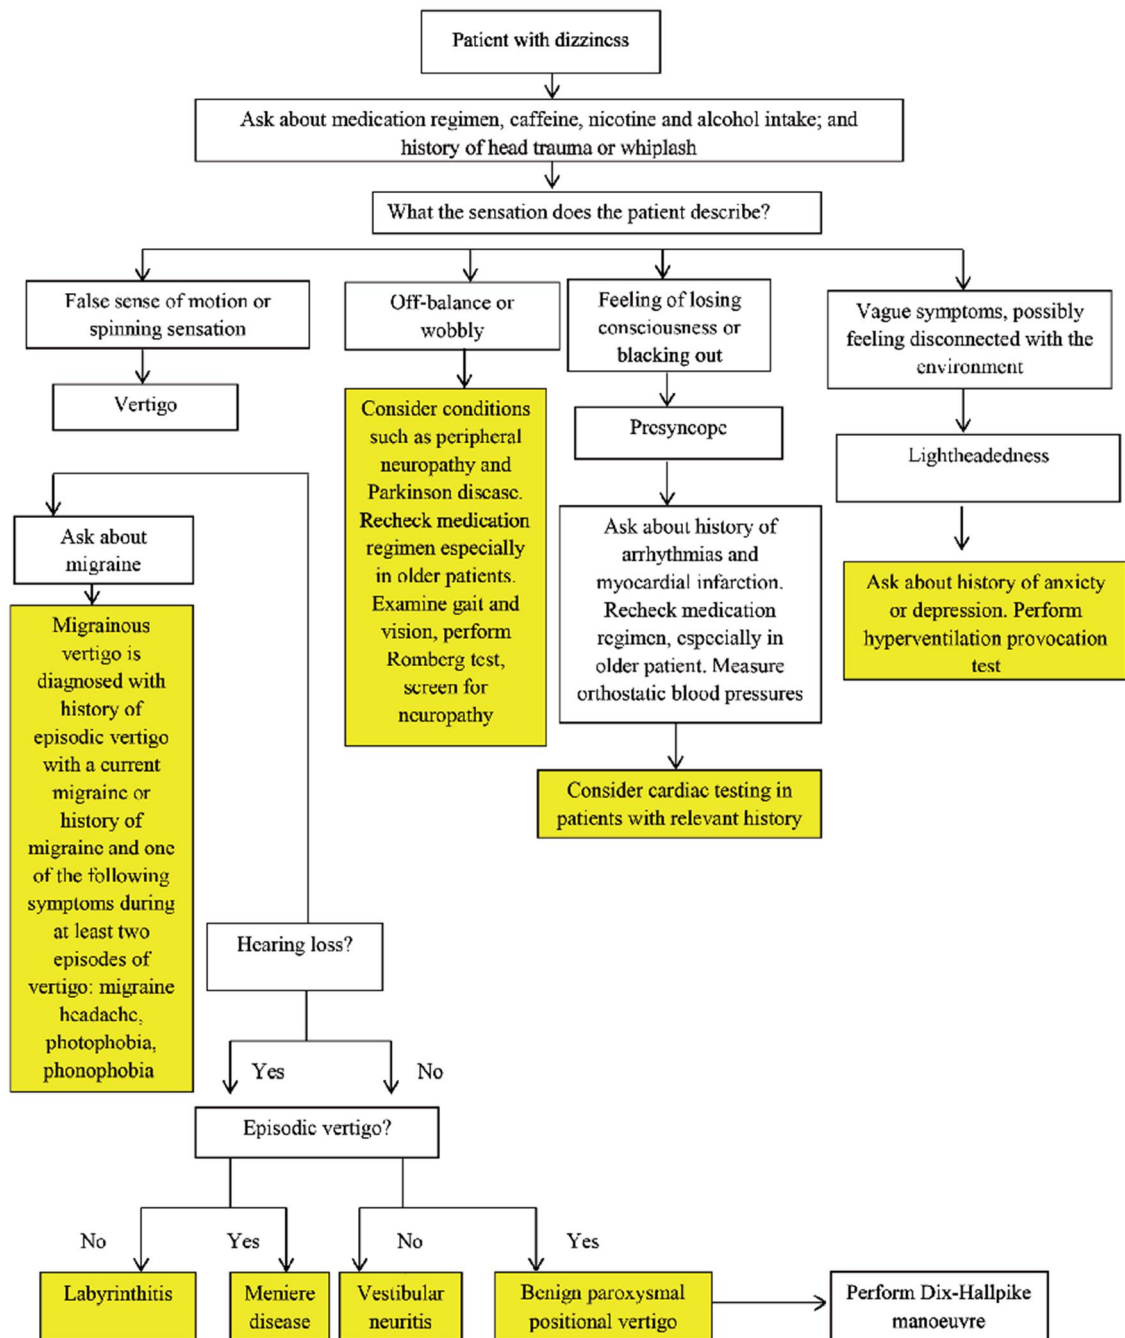 Patient with dizziness
Ask about medication regimen, caffeine, nicotine and alcohol intake; and
history of head trauma or whiplash
What the sensation does the patient describe?
False sense of motion or
spinning sensation
Vertigo
Off-balance or
wobbly
Feeling of losing
consciousness or
blacking out
Vague symptoms, possibly
feeling disconnected with the
environment
Consider conditions
such as peripheral
neuropathy and
Parkinson disease.
Recheck medication
regimen especially
in older patients.
Examine gait and
vision, perform
Romberg test,
screen for
neuropathy
Presyncope
Lightheadedness
Ask about history of
arrhythmias and
myocardial infarction.
Recheck medication
regimen, especially in
older patient. Measure
orthostatic blood pressures
Ask about history of anxiety
or depression. Perform
hyperventilation provocation
test
Consider cardiac testing in
patients with relevant history
Ask about
migraine
Migrainous
vertigo is
diagnosed with
history of
episodic vertigo
with a current
migraine or
history of
migraine and one
of the following
symptoms during
at least two
episodes of
vertigo: migraine
headache,
photophobia,
phonophobia
Hearing loss?
Yes
No
Episodic vertigo?
No
Yes
No
Yes
Labyrinthitis
Meniere
disease
Vestibular
neuritis
Benign paroxysmal
positional vertigo
Perform Dix-Hallpike
manoeuvre